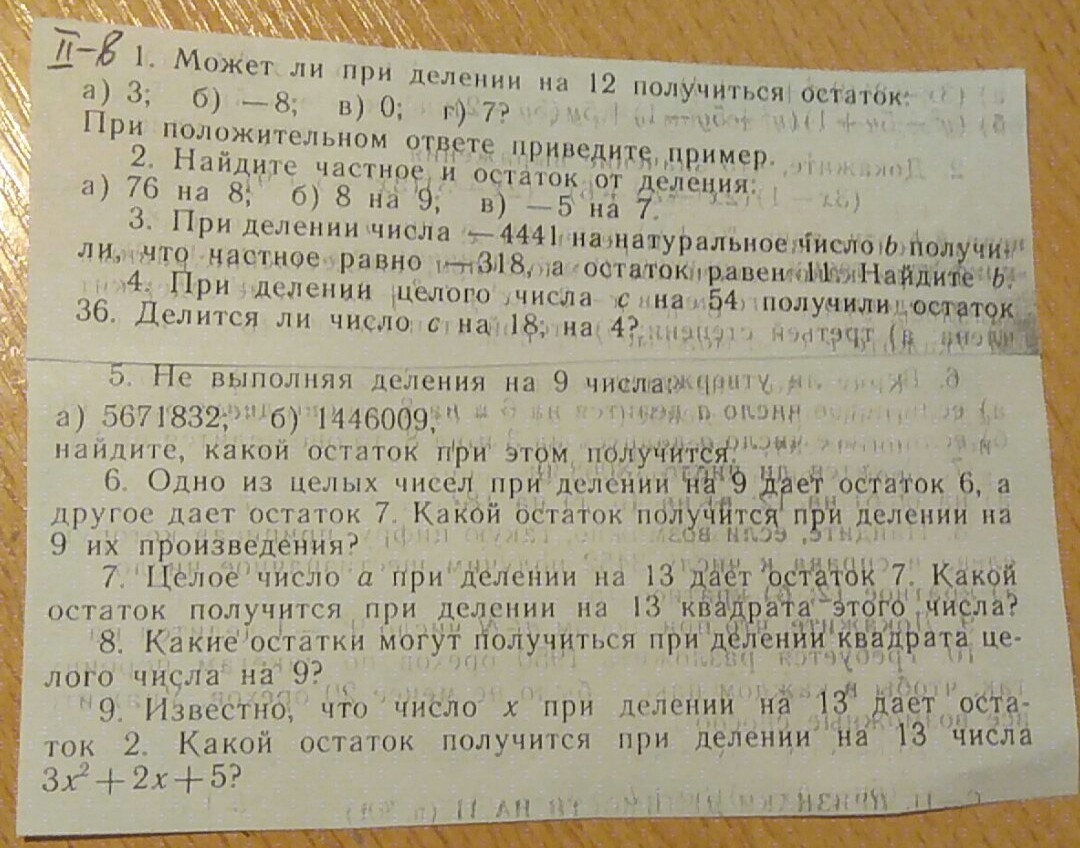 II-в 1. Может ли при делении на 12 получиться остаток:
а) 3; б) —8; в) 0; г) 7?
При положительном ответе приведите пример.
2. Найдите частное и остаток от деления:
а) 76 на 8; б) 8 на 9; в) —5 на 7.
3. При делении числа —4441 на натуральное число b получи-
ли, что частное равно —318, а остаток равен 11. Найдите b.
4. При делении целого числа c на 54 получили остаток
36. Делится ли число c на 18; на 4?
5. Не выполняя деления на 9 числа:
а) 5671832; б) 1446009,
найдите, какой остаток при этом получится.
6. Одно из целых чисел при делении на 9 дает остаток 6, а
другое дает остаток 7. Какой остаток получится при делении на
9 их произведения?
7. Целое число a при делении на 13 дает остаток 7. Какой
остаток получится при делении на 13 квадрата этого числа?
8. Какие остатки могут получиться при делении квадрата це-
лого числа на 9?
9. Известно, что число x при делении на 13 дает оста-
ток 2. Какой остаток получится при делении на 13 числа
3x²+2x+5?